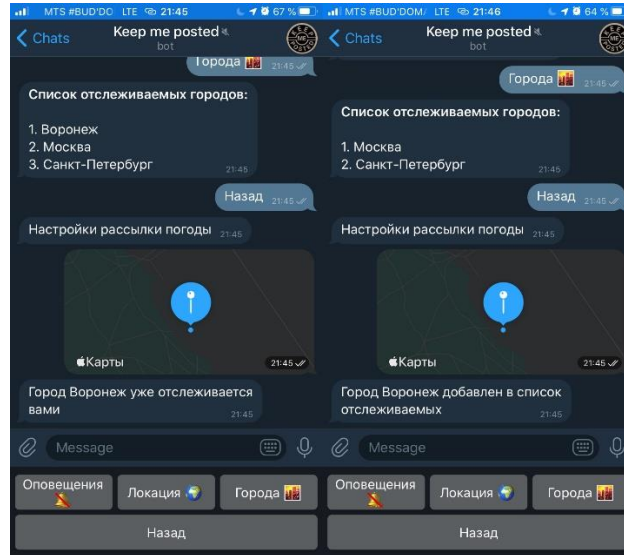 MTS #BUD'DO LTE 21:45 67 %
Chats
Keep me posted
bot
Города
21:45
Список отслеживаемых городов:
1. Воронеж
2. Москва
3. Санкт-Петербург
21:45
Назад 21:45
Настройки рассылки погоды 21:45
Карты
21:45
Город Воронеж уже отслеживается
вами
21:45
Message
Оповещения
Локация
Города
Назад
MTS #BUD'DOM/ LTE 21:46 64 %
Chats
Keep me posted
bot
Города
21:45
Список отслеживаемых городов:
1. Москва
2. Санкт-Петербург
21:45
Назад 21:45
Настройки рассылки погоды 21:45
Карты
21:45
Город Воронеж добавлен в список
отслеживаемых
21:45
Message
Оповещения
Локация
Города
Назад